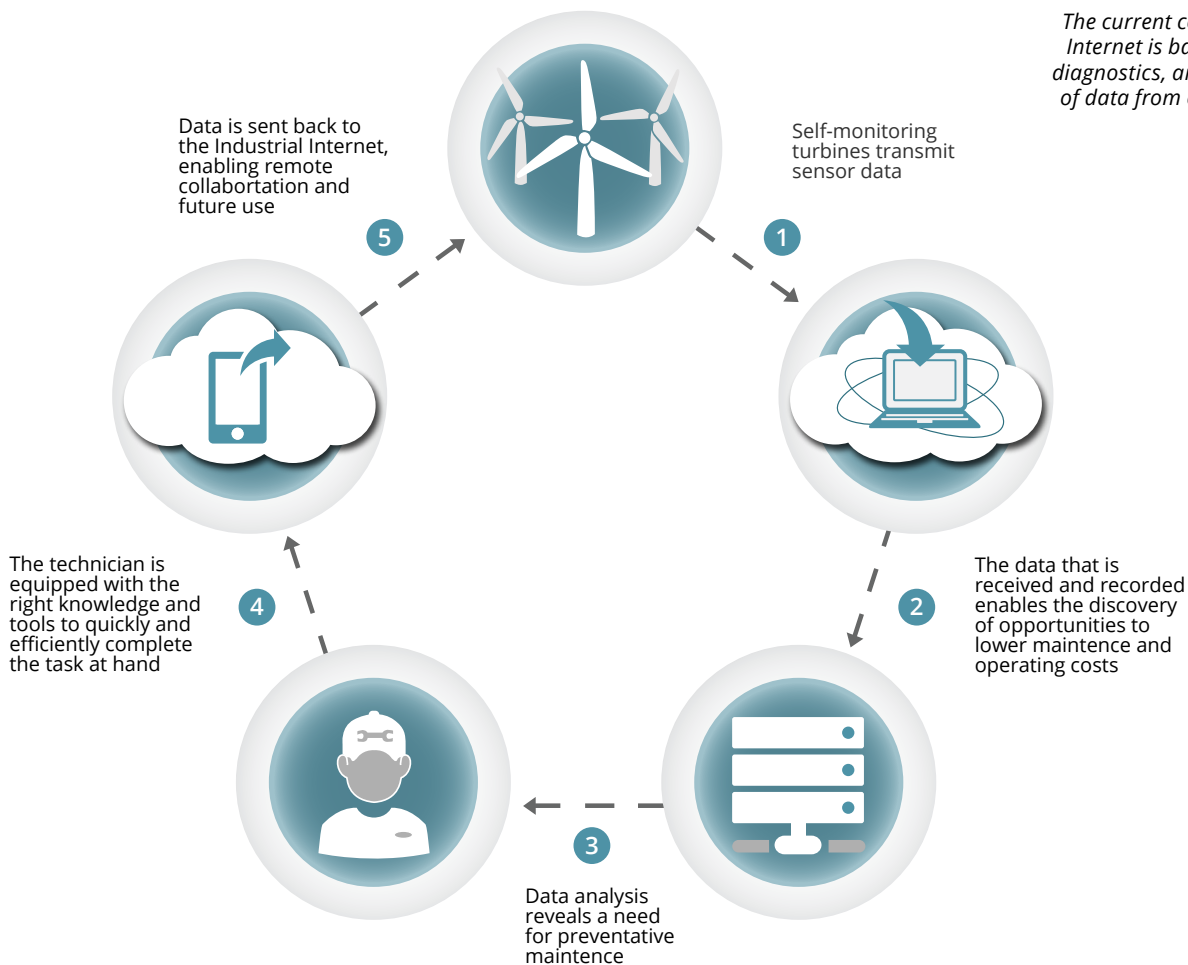 The current c
Internet is ba
diagnostics, a
of data from
Self-monitoring
turbines transmit
sensor data
1
The data that is
received and recorded
enables the discovery
of opportunities to
lower maintence and
operating costs
2
Data analysis
reveals a need
for preventative
maintence
3
The technician is
equipped with the
right knowledge and
tools to quickly and
efficiently complete
the task at hand
4
Data is sent back to
the Industrial Internet,
enabling remote
collabortation and
future use
5